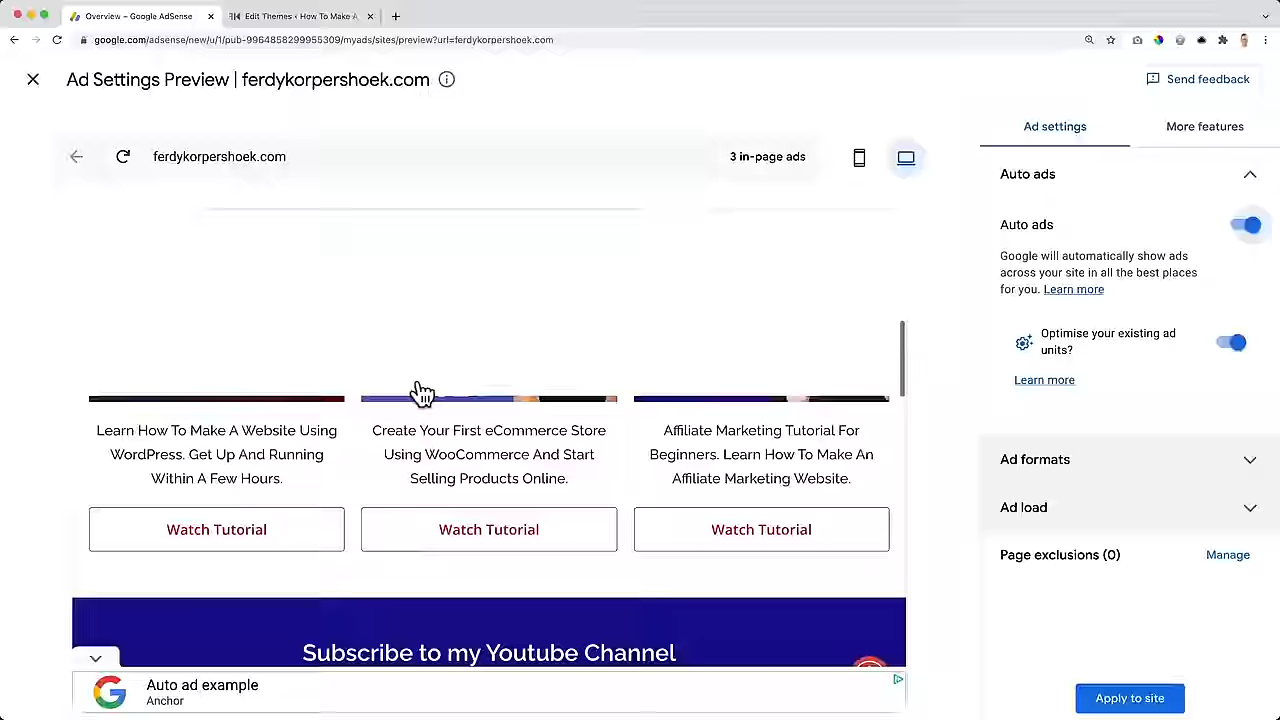 Overview – Google AdSense
Edit Themes ‹ How To Make A
google.com/adsense/new/u/1/pub-9964858299955309/myads/sites/preview?url=ferdykorpershoek.com
Ad Settings Preview | ferdykorpershoek.com
Send feedback
Ad settings
More features
ferdykorpershoek.com
3 in-page ads
Auto ads
Auto ads
Google will automatically show ads
across your site in all the best places
for you. Learn more
Optimise your existing ad
units?
Learn more
Ad formats
Ad load
Page exclusions (0)
Manage
Apply to site
Learn How To Make A Website Using
WordPress. Get Up And Running
Within A Few Hours.
Watch Tutorial
Create Your First eCommerce Store
Using WooCommerce And Start
Selling Products Online.
Watch Tutorial
Affiliate Marketing Tutorial For
Beginners. Learn How To Make An
Affiliate Marketing Website.
Watch Tutorial
Subscribe to my Youtube Channel
Auto ad example
Anchor